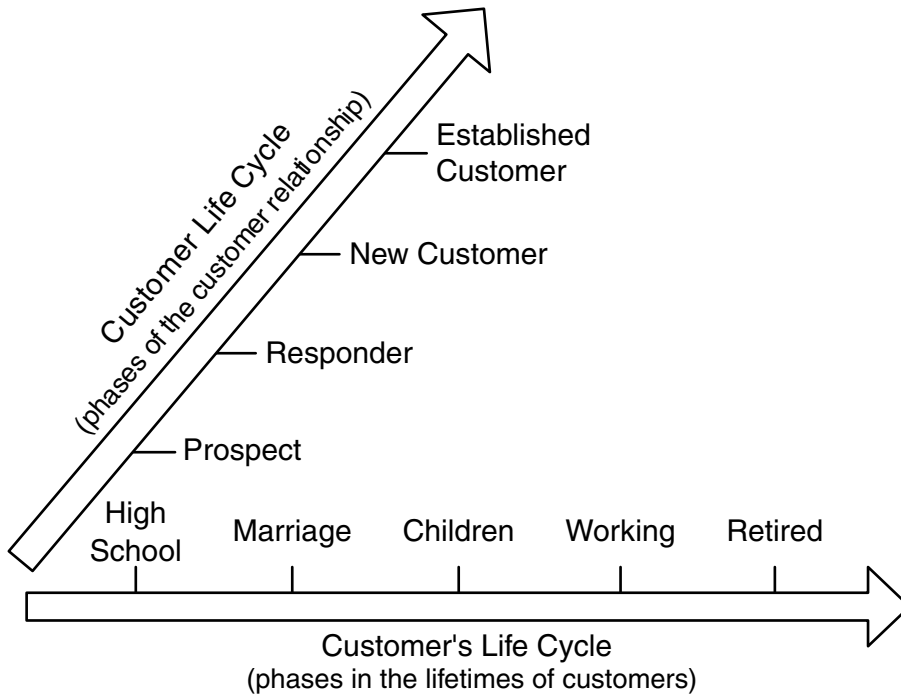 Customer Life Cycle
(phases of the customer relationship)
Established
Customer
New Customer
Responder
Prospect
High
School
Marriage
Children
Working
Retired
Customer's Life Cycle
(phases in the lifetimes of customers)